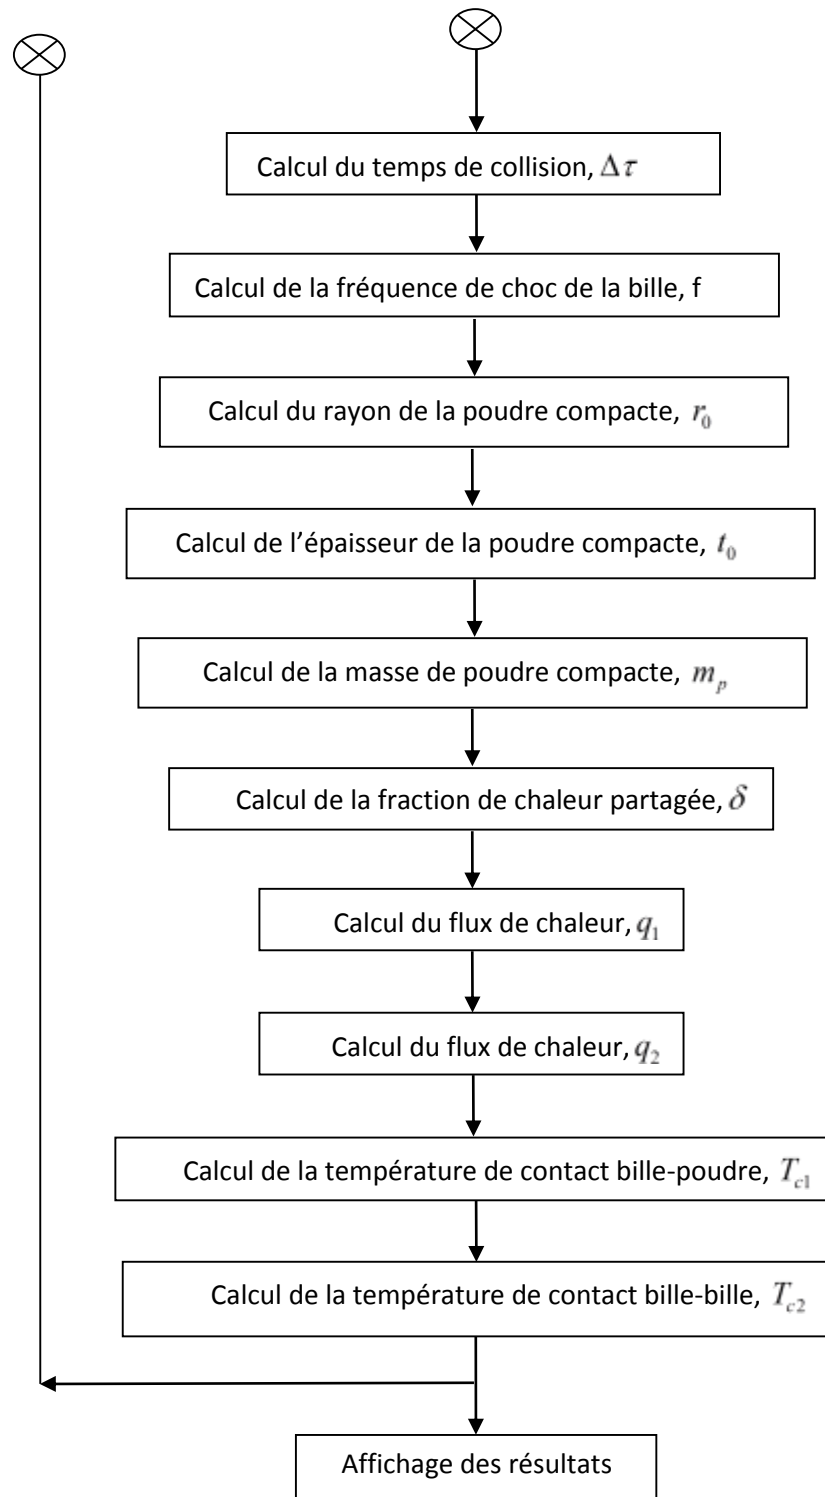 Calcul du temps de collision, Δτ
Calcul de la fréquence de choc de la bille, f
Calcul du rayon de la poudre compacte, r₀
Calcul de l’épaisseur de la poudre compacte, t₀
Calcul de la masse de poudre compacte, mₚ
Calcul de la fraction de chaleur partagée, δ
Calcul du flux de chaleur, q₁
Calcul du flux de chaleur, q₂
Calcul de la température de contact bille-poudre, T_c1
Calcul de la température de contact bille-bille, T_c2
Affichage des résultats